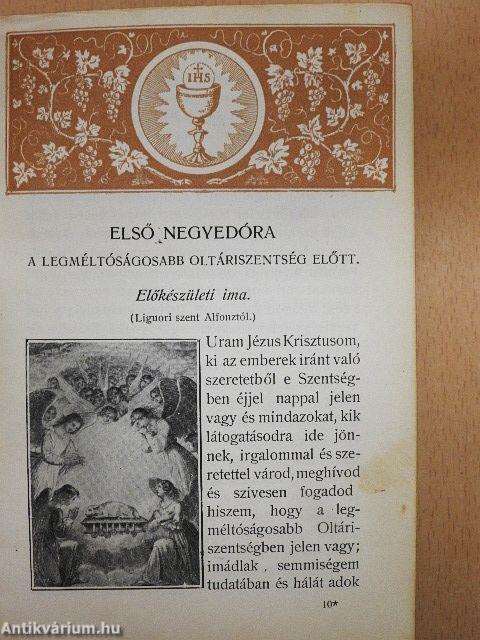 IHS
ELSŐ NEGYEDÓRA
A LEGMÉLTÓSÁGOSABB OLTÁRISZENTSÉG ELŐTT.
Előkészületi ima.
(Liguori szent Alfonztól.)
Uram Jézus Krisztusom,
ki az emberek iránt való
szeretetből e Szentség-
ben éjjel nappal jelen
vagy és mindazokat, kik
látogatásodra ide jön-
nek, irgalommal és sze-
retettel várod, meghívod
és szivesen fogadod
hiszem, hogy a leg-
méltóságosabb Oltári-
szentségben jelen vagy;
imádlak, semmiségem
tudatában és hálát adok
10*
Antikvárium.hu